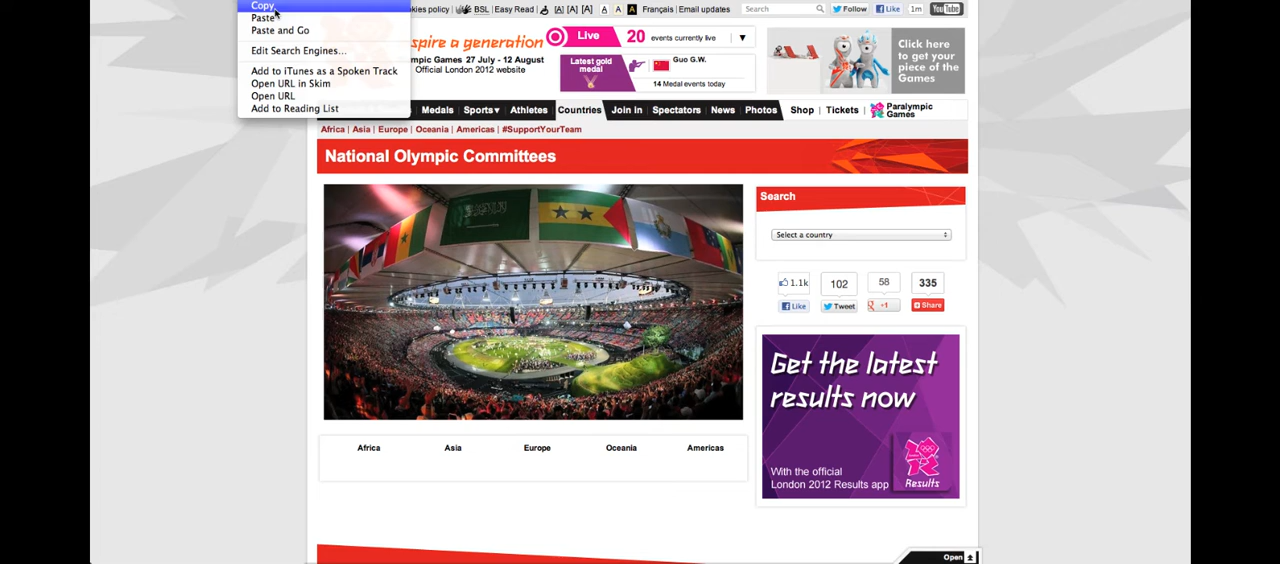 Copy
Paste
Paste and Go
Edit Search Engines...
Add to iTunes as a Spoken Track
Open URL in Skim
Open URL
Add to Reading List
okies policy BSL Easy Read A [A] [A] A A A Français Email updates
Search
Follow Like 1m YouTube
spire a generation
mpic Games 27 July - 12 August
Official London 2012 website
Live 20 events currently live
Latest gold medal
Guo G.W.
14 Medal events today
Click here
to get your
piece of the
Games
Medals Sports Athletes Countries Join In Spectators News Photos Shop Tickets Paralympic Games
Africa | Asia | Europe | Oceania | Americas | #SupportYourTeam
National Olympic Committees
Search
Select a country
1.1k 102 58 335
Like Tweet +1 Share
Get the latest
results now
With the official
London 2012 Results app
Results
Africa Asia Europe Oceania Americas
Open